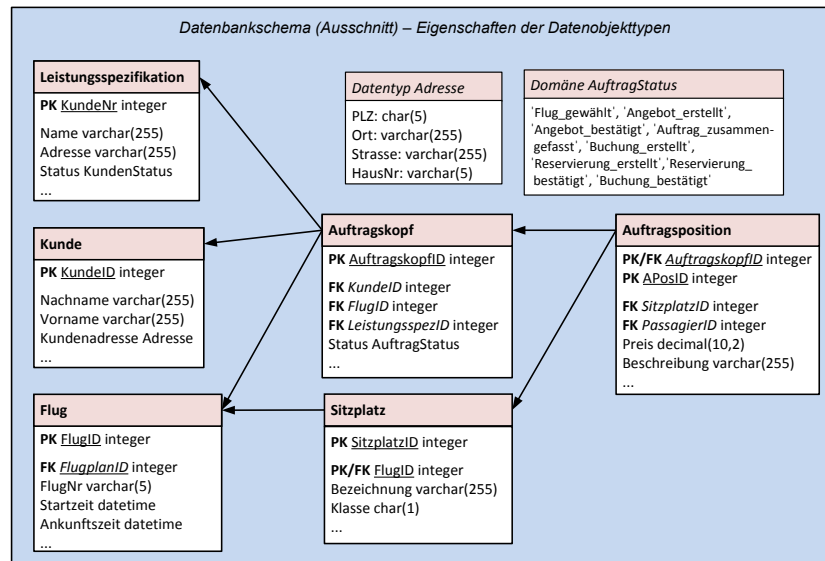 Datenbankschema (Ausschnitt) – Eigenschaften der Datenobjekttypen
Leistungsspezifikation
PK KundeNr integer
Name varchar(255)
Adresse varchar(255)
Status KundenStatus
...
Datentyp Adresse
PLZ: char(5)
Ort: varchar(255)
Strasse: varchar(255)
HausNr: varchar(5)
Domäne AuftragStatus
'Flug_gewählt', 'Angebot_erstellt',
'Angebot_bestätigt', 'Auftrag_zusammen-
gefasst', 'Buchung_erstellt',
'Reservierung_erstellt','Reservierung_
bestätigt', 'Buchung_bestätigt'
Kunde
PK KundeID integer
Nachname varchar(255)
Vorname varchar(255)
Kundenadresse Adresse
...
Auftragskopf
PK AuftragskopfID integer
FK KundeID integer
FK FlugID integer
FK LeistungsspezID integer
Status AuftragStatus
...
Auftragsposition
PK/FK AuftragskopfID integer
PK APosID integer
FK SitzplatzID integer
FK PassagierID integer
Preis decimal(10,2)
Beschreibung varchar(255)
...
Flug
PK FlugID integer
FK FlugplanID integer
FlugNr varchar(5)
Startzeit datetime
Ankunftszeit datetime
...
Sitzplatz
PK SitzplatzID integer
PK/FK FlugID integer
Bezeichnung varchar(255)
Klasse char(1)
...